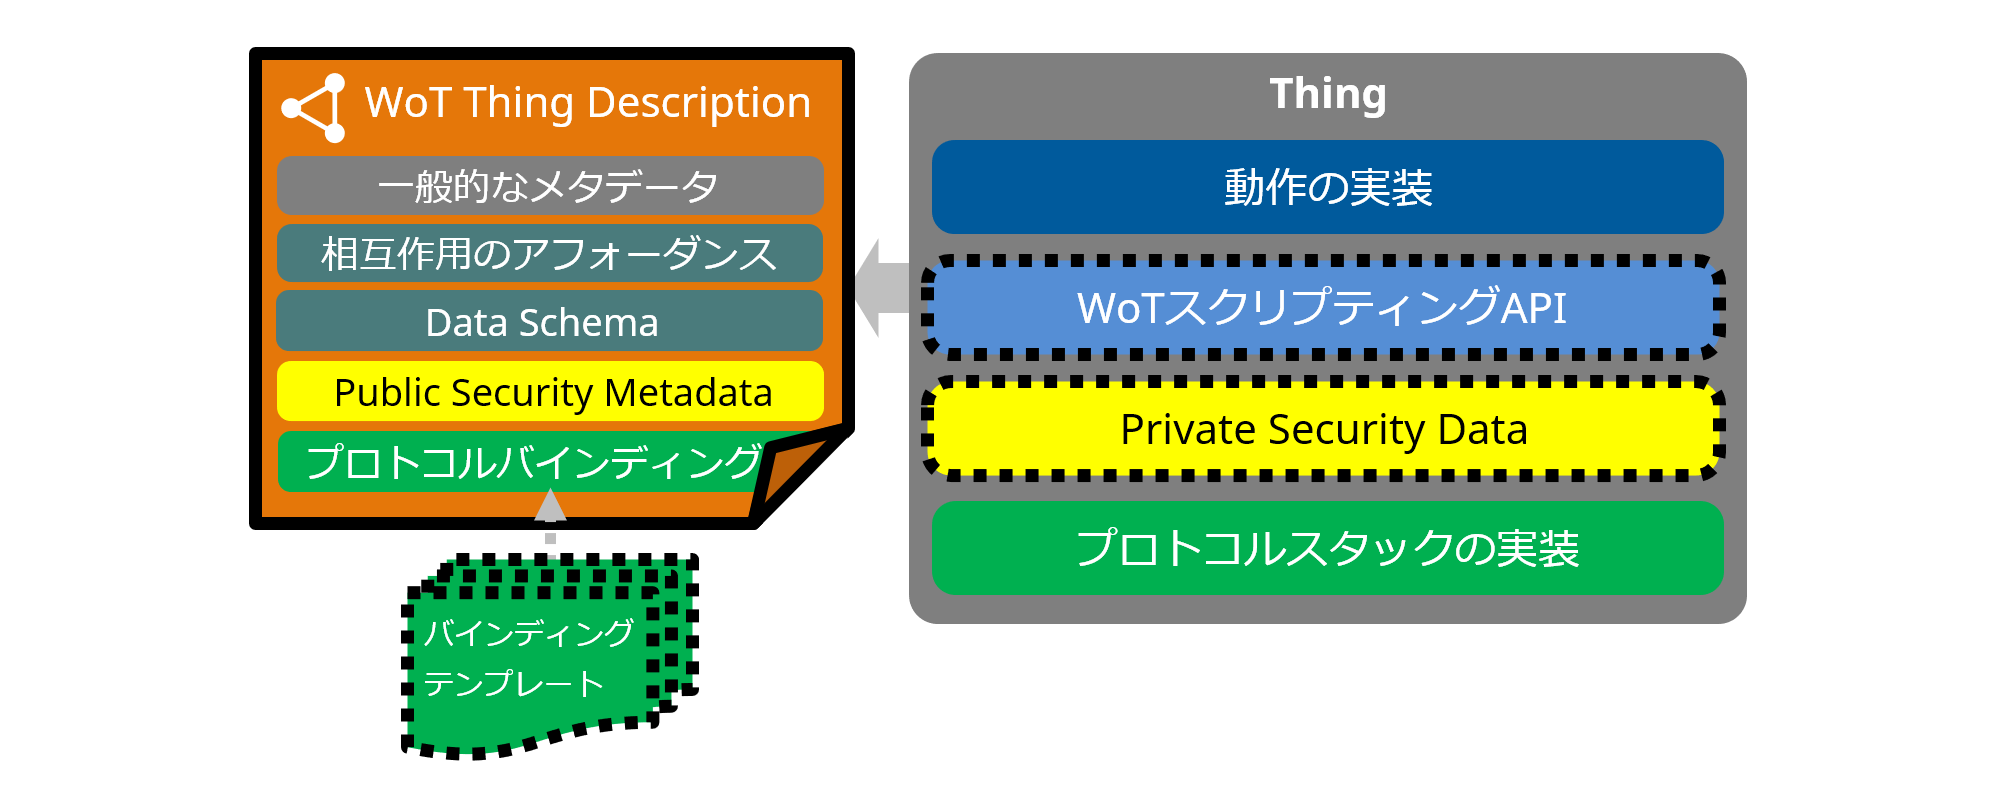 WoT Thing Description
一般的なメタデータ
相互作用のアフォーダンス
Data Schema
Public Security Metadata
プロトコルバインディング
バインディング
テンプレート
Thing
動作の実装
WoTスクリプティングAPI
Private Security Data
プロトコルスタックの実装